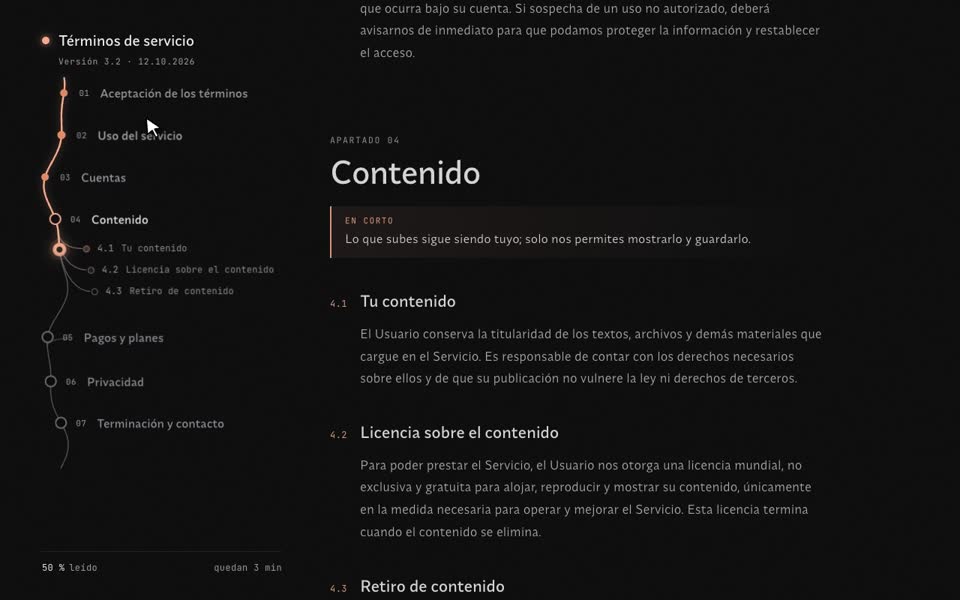 Términos de servicio
Versión 3.2 · 12.10.2026
01 Aceptación de los términos
02 Uso del servicio
03 Cuentas
04 Contenido
4.1 Tu contenido
4.2 Licencia sobre el contenido
4.3 Retiro de contenido
05 Pagos y planes
06 Privacidad
07 Terminación y contacto
50 % leído
quedan 3 min
que ocurra bajo su cuenta. Si sospecha de un uso no autorizado, deberá
avisarnos de inmediato para que podamos proteger la información y restablecer
el acceso.
APARTADO 04
Contenido
EN CORTO
Lo que subes sigue siendo tuyo; solo nos permites mostrarlo y guardarlo.
4.1 Tu contenido
El Usuario conserva la titularidad de los textos, archivos y demás materiales que
cargue en el Servicio. Es responsable de contar con los derechos necesarios
sobre ellos y de que su publicación no vulnere la ley ni derechos de terceros.
4.2 Licencia sobre el contenido
Para poder prestar el Servicio, el Usuario nos otorga una licencia mundial, no
exclusiva y gratuita para alojar, reproducir y mostrar su contenido, únicamente
en la medida necesaria para operar y mejorar el Servicio. Esta licencia termina
cuando el contenido se elimina.
4.3 Retiro de contenido